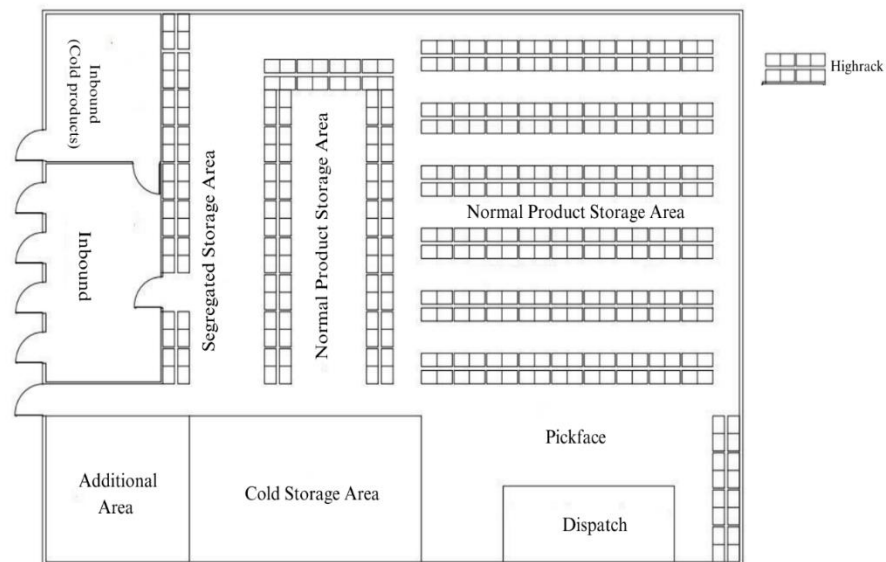 Inbound
(Cold products)
Highrack
Segregated Storage Area
Normal Product Storage Area
Normal Product Storage Area
Inbound
Pickface
Additional
Area
Cold Storage Area
Dispatch